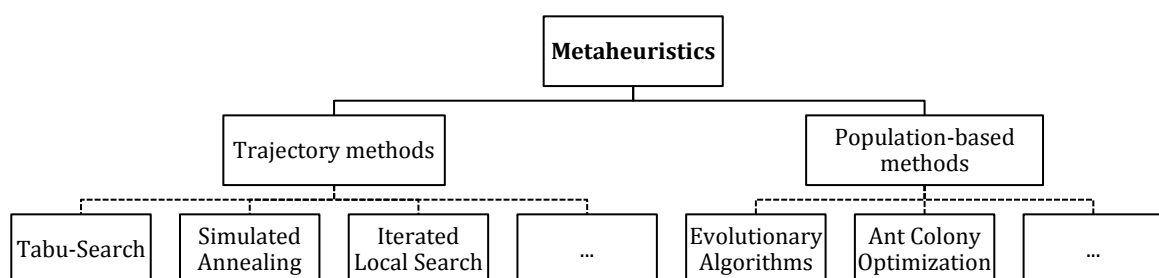 Metaheuristics
Trajectory methods
Population-based
methods
Tabu-Search
Simulated
Annealing
Iterated
Local Search
...
Evolutionary
Algorithms
Ant Colony
Optimization
...